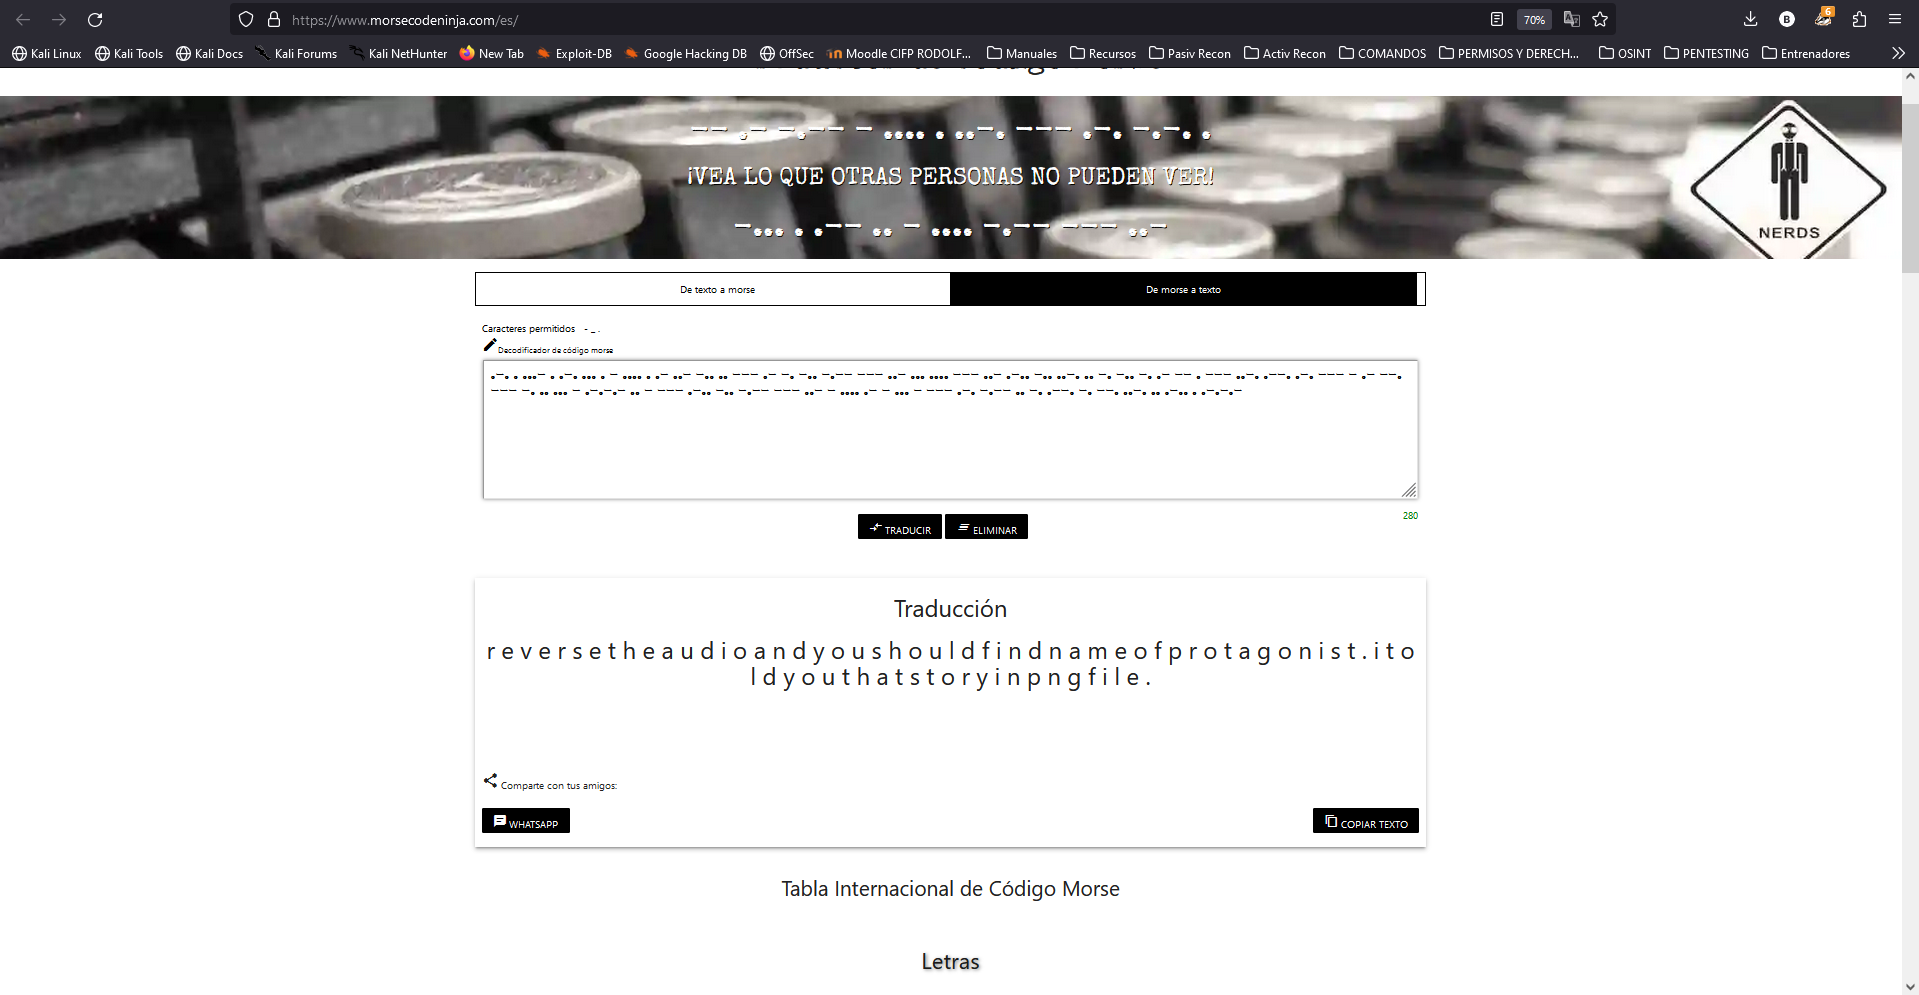 https://www.morsecodeninja.com/es/
70%
B
6
Kali Linux Kali Tools Kali Docs Kali Forums Kali NetHunter New Tab Exploit-DB Google Hacking DB OffSec Moodle CIFP RODOLF... Manuales Recursos Pasiv Recon Activ Recon COMANDOS PERMISOS Y DERECH... OSINT PENTESTING Entrenadores
−− .− −.−− − .... . ..−. −−− .−. −.−. .
¡VEA LO QUE OTRAS PERSONAS NO PUEDEN VER!
−... . .−− .. − .... −.−− −−− ..−
NERDS
De texto a morse De morse a texto
Caracteres permitidos - _ .
Decodificador de código morse
.−. . ...− . .−. ... . − .... . .− ..− −.. .. −−− .− −. −.. −.−− −−− ..− ... .... −−− ..− .−.. −.. ..−. .. −. −.. −. .− −− . −−− ..−. .−−. .−. −−− − .− −−.
−−− −. .. ... − .−.−.− .. − −−− .−.. −.. −.−− −−− ..− − .... .− − ... − −−− .−. −.−− .. −. .−−. −. −−. ..−. .. .−.. . .−.−.−
280
TRADUCIR ELIMINAR
Traducción
r e v e r s e t h e a u d i o a n d y o u s h o u l d f i n d n a m e o f p r o t a g o n i s t . i t o
l d y o u t h a t s t o r y i n p n g f i l e .
Comparte con tus amigos:
WHATSAPP COPIAR TEXTO
Tabla Internacional de Código Morse
Letras